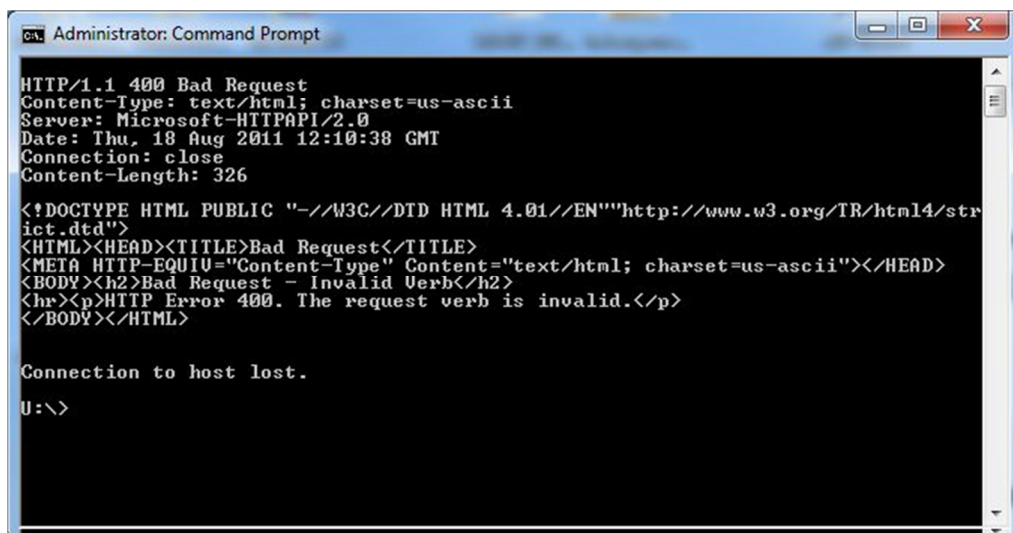 Administrator: Command Prompt
HTTP/1.1 400 Bad Request
Content-Type: text/html; charset=us-ascii
Server: Microsoft-HTTPAPI/2.0
Date: Thu, 18 Aug 2011 12:10:38 GMT
Connection: close
Content-Length: 326
<!DOCTYPE HTML PUBLIC "-//W3C//DTD HTML 4.01//EN""http://www.w3.org/TR/html4/str
ict.dtd">
<HTML><HEAD><TITLE>Bad Request</TITLE>
<META HTTP-EQUIV="Content-Type" Content="text/html; charset=us-ascii"></HEAD>
<BODY><h2>Bad Request - Invalid Verb</h2>
<hr><p>HTTP Error 400. The request verb is invalid.</p>
</BODY></HTML>
Connection to host lost.
U:\>